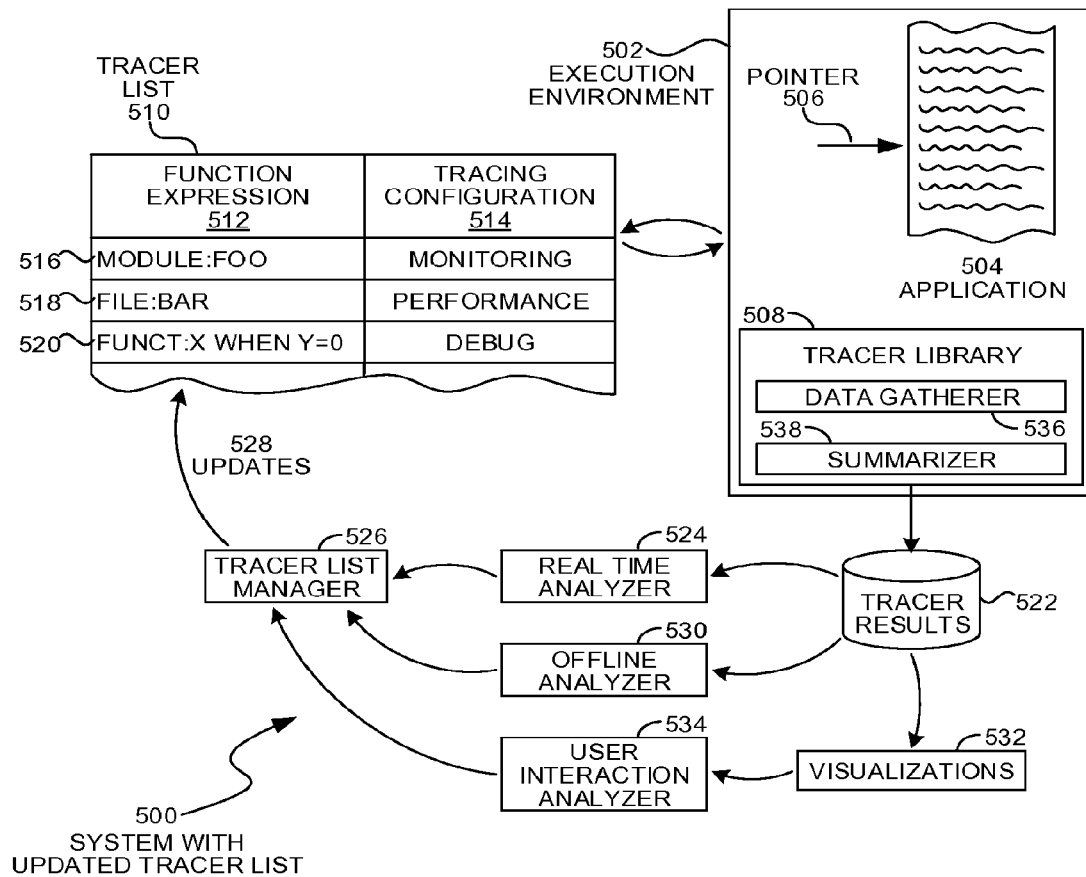 TRACER
LIST
510
FUNCTION
EXPRESSION
512
TRACING
CONFIGURATION
514
516
MODULE:FOO
MONITORING
518
FILE:BAR
PERFORMANCE
520
FUNCT:X WHEN Y=0
DEBUG
502
EXECUTION
ENVIRONMENT
POINTER
506
504
APPLICATION
508
TRACER LIBRARY
DATA GATHERER
536
538
SUMMARIZER
528
UPDATES
526
TRACER LIST
MANAGER
524
REAL TIME
ANALYZER
530
OFFLINE
ANALYZER
534
USER
INTERACTION
ANALYZER
TRACER
RESULTS
522
532
VISUALIZATIONS
500
SYSTEM WITH
UPDATED TRACER LIST